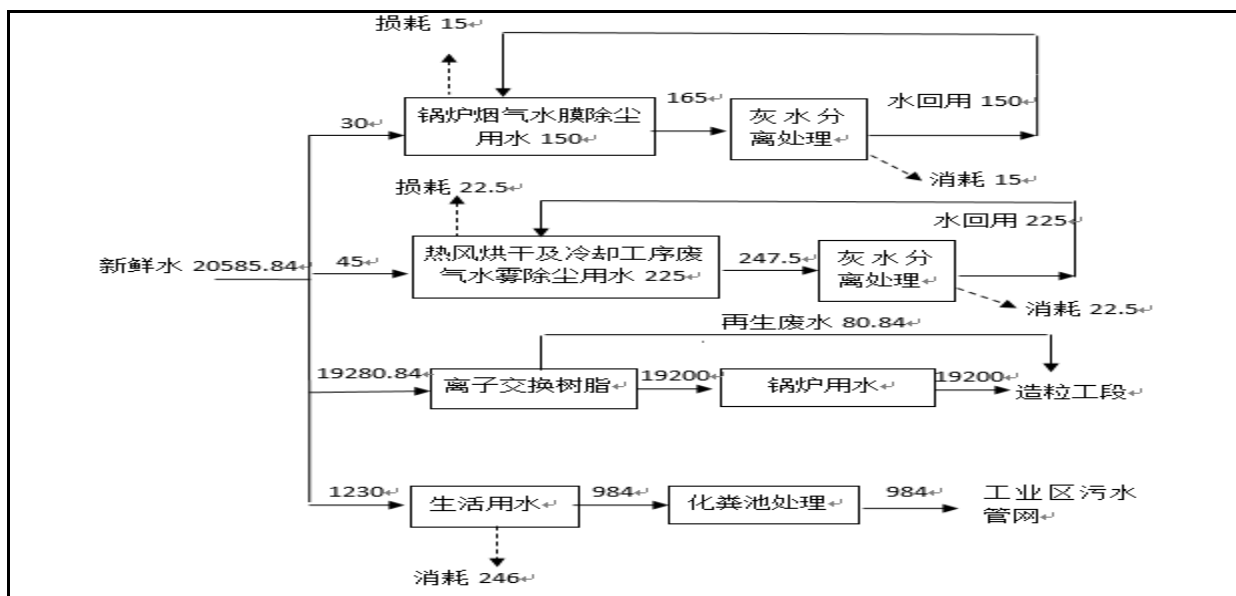 损耗 15
30
锅炉烟气水膜除尘
用水 150
165
灰水分
离处理
水回用 150
消耗 15
损耗 22.5
新鲜水 20585.84
45
热风烘干及冷却工序废
气水雾除尘用水 225
247.5
灰水分
离处理
水回用 225
消耗 22.5
再生废水 80.84
19280.84
离子交换树脂
19200
锅炉用水
19200
造粒工段
1230
生活用水
984
化粪池处理
984
工业区污水
管网
消耗 246